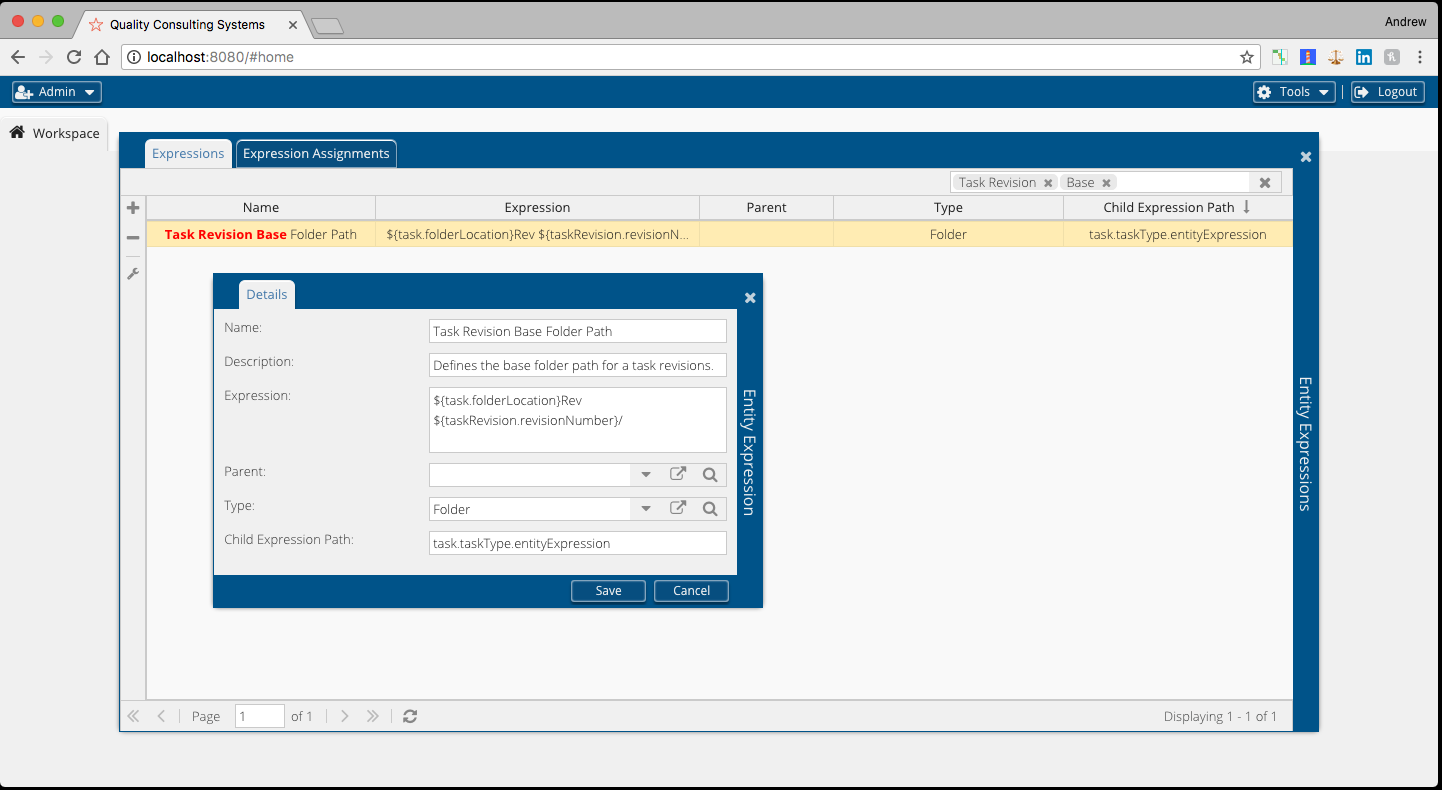 Quality Consulting Systems
Andrew
localhost:8080/#home
Admin
Tools
Logout
Workspace
Expressions
Expression Assignments
Task Revision
Base
Name
Expression
Parent
Type
Child Expression Path
Task Revision Base Folder Path
${task.folderLocation}Rev ${taskRevision.revisionN...
Folder
task.taskType.entityExpression
Details
Name:
Task Revision Base Folder Path
Description:
Defines the base folder path for a task revisions.
Expression:
${task.folderLocation}Rev
${taskRevision.revisionNumber}/
Parent:
Type:
Folder
Child Expression Path:
task.taskType.entityExpression
Save
Cancel
Entity Expression
Entity Expressions
Page
1
of 1
Displaying 1 - 1 of 1